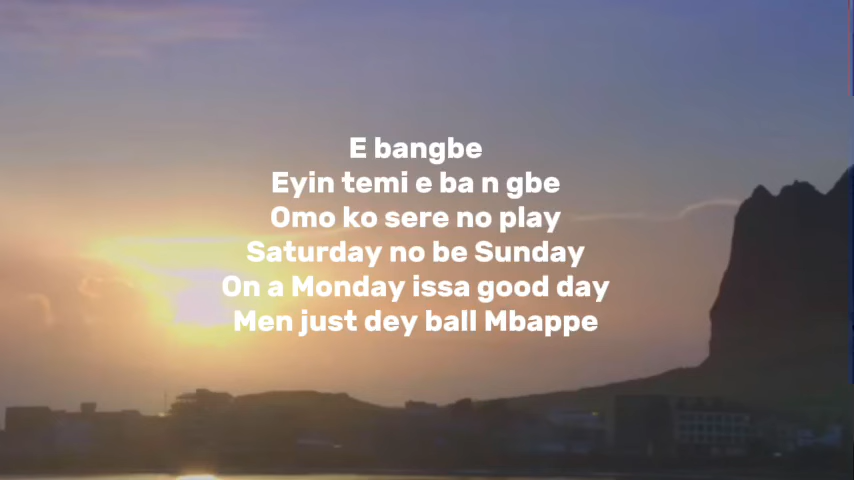 E bangbe
Eyin temi e ba n gbe
Omo ko sere no play
Saturday no be Sunday
On a Monday issa good day
Men just dey ball Mbappe